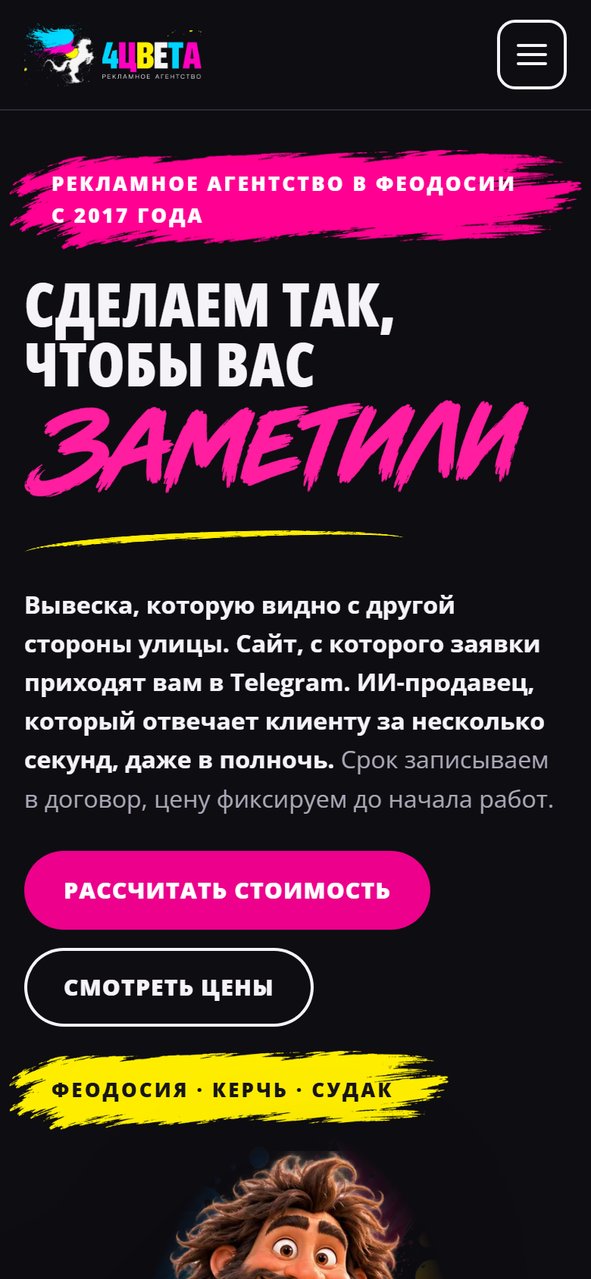 4ЦВЕТА
РЕКЛАМНОЕ АГЕНТСТВО
РЕКЛАМНОЕ АГЕНТСТВО В ФЕОДОСИИ
С 2017 ГОДА
СДЕЛАЕМ ТАК,
ЧТОБЫ ВАС
ЗАМЕТИЛИ
Вывеска, которую видно с другой
стороны улицы. Сайт, с которого заявки
приходят вам в Telegram. ИИ-продавец,
который отвечает клиенту за несколько
секунд, даже в полночь. Срок записываем
в договор, цену фиксируем до начала работ.
РАССЧИТАТЬ СТОИМОСТЬ
СМОТРЕТЬ ЦЕНЫ
ФЕОДОСИЯ · КЕРЧЬ · СУДАК